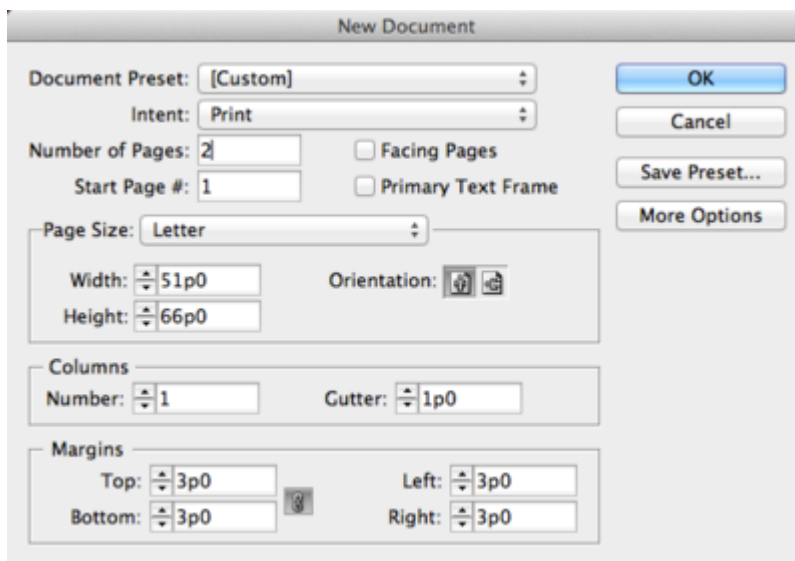 New Document
Document Preset: [Custom]
OK
Intent: Print
Cancel
Number of Pages: 2
Facing Pages
Start Page #: 1
Primary Text Frame
Save Preset...
More Options
Page Size: Letter
Width: 51p0
Orientation:
Height: 66p0
Columns
Number: 1
Gutter: 1p0
Margins
Top: 3p0
Left: 3p0
Bottom: 3p0
Right: 3p0